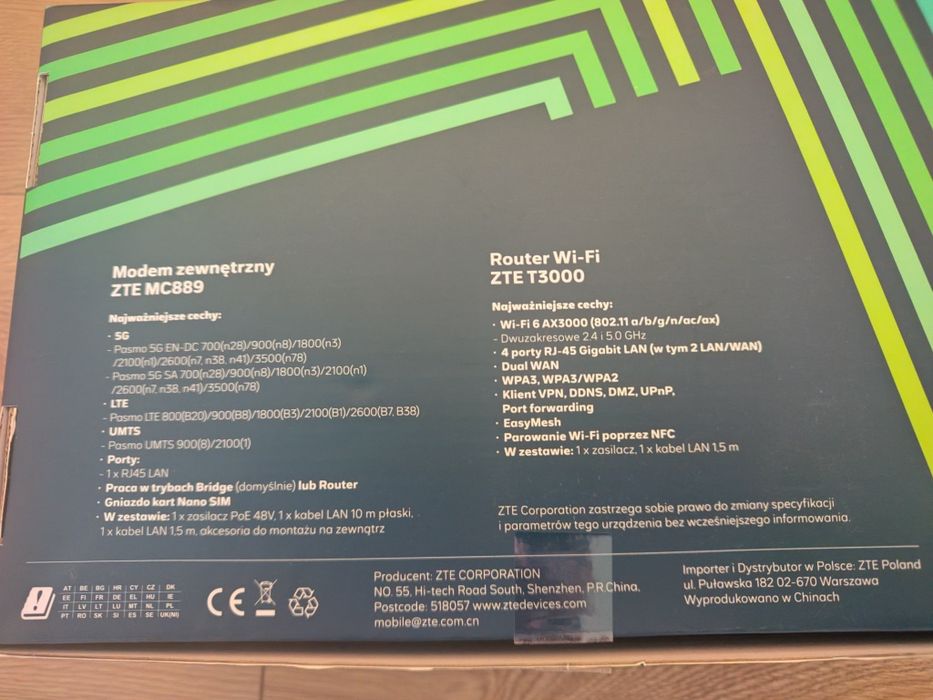 Modem zewnętrzny
ZTE MC889
Najważniejsze cechy:
· 5G
- Pasmo 5G EN-DC 700(n28)/900(n8)/1800(n3)
/2100(n1)/2600(n7, n38, n41)/3500(n78)
- Pasmo 5G SA 700(n28)/900(n8)/1800(n3)/2100(n1)
/2600(n7, n38, n41)/3500(n78)
· LTE
- Pasmo LTE 800(B20)/900(B8)/1800(B3)/2100(B1)/2600(B7, B38)
· UMTS
- Pasmo UMTS 900(8)/2100(1)
· Porty:
- 1 x RJ45 LAN
· Praca w trybach Bridge (domyślnie) lub Router
· Gniazdo kart Nano SIM
· W zestawie: 1 x zasilacz PoE 48V, 1 x kabel LAN 10 m płaski,
1 x kabel LAN 1,5 m, akcesoria do montażu na zewnątrz
Router Wi-Fi
ZTE T3000
Najważniejsze cechy:
· Wi-Fi 6 AX3000 (802.11 a/b/g/n/ac/ax)
- Dwuzakresowe 2.4 i 5.0 GHz
· 4 porty RJ-45 Gigabit LAN (w tym 2 LAN/WAN)
· Dual WAN
· WPA3, WPA3/WPA2
· Klient VPN, DDNS, DMZ, UPnP,
Port forwarding
· EasyMesh
· Parowanie Wi-Fi poprzez NFC
· W zestawie: 1 x zasilacz, 1 x kabel LAN 1,5 m
ZTE Corporation zastrzega sobie prawo do zmiany specyfikacji
i parametrów tego urządzenia bez wcześniejszego informowania.
AT BE BG HR CY CZ DK
EE FI FR DE EL HU IE
IT LV LT LU MT NL PL
PT RO SK SI ES SE UK(NI)
CE
Producent: ZTE CORPORATION
NO. 55, Hi-tech Road South, Shenzhen, P.R.China.
Postcode: 518057 www.ztedevices.com
mobile@zte.com.cn
Importer i Dystrybutor w Polsce: ZTE Poland
ul. Puławska 182 02-670 Warszawa
Wyprodukowano w Chinach